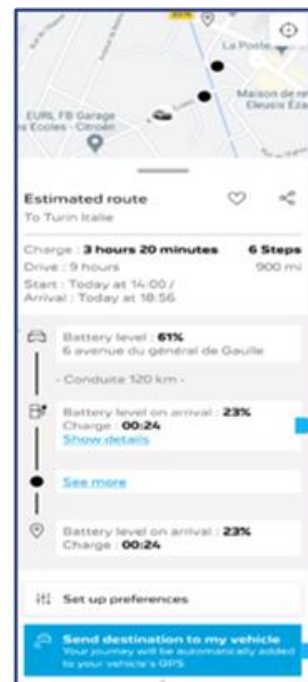 La Poste
Maison de re
Eleusis Eza
EURL FB Garage
es Ecoles - Citroën
Estimated route
To Turin Italie
Charge : 3 hours 20 minutes 6 Steps
Drive : 9 hours 900 mi
Start : Today at 14:00 /
Arrival : Today at 18:56
Battery level : 61%
6 avenue du général de Gaulle
- Conduite 120 km -
Battery level on arrival : 23%
Charge : 00:24
Show details
See more
Battery level on arrival : 23%
Charge : 00:24
Set up preferences
Send destination to my vehicle
Your journey will be automatically added
to your vehicle's GPS